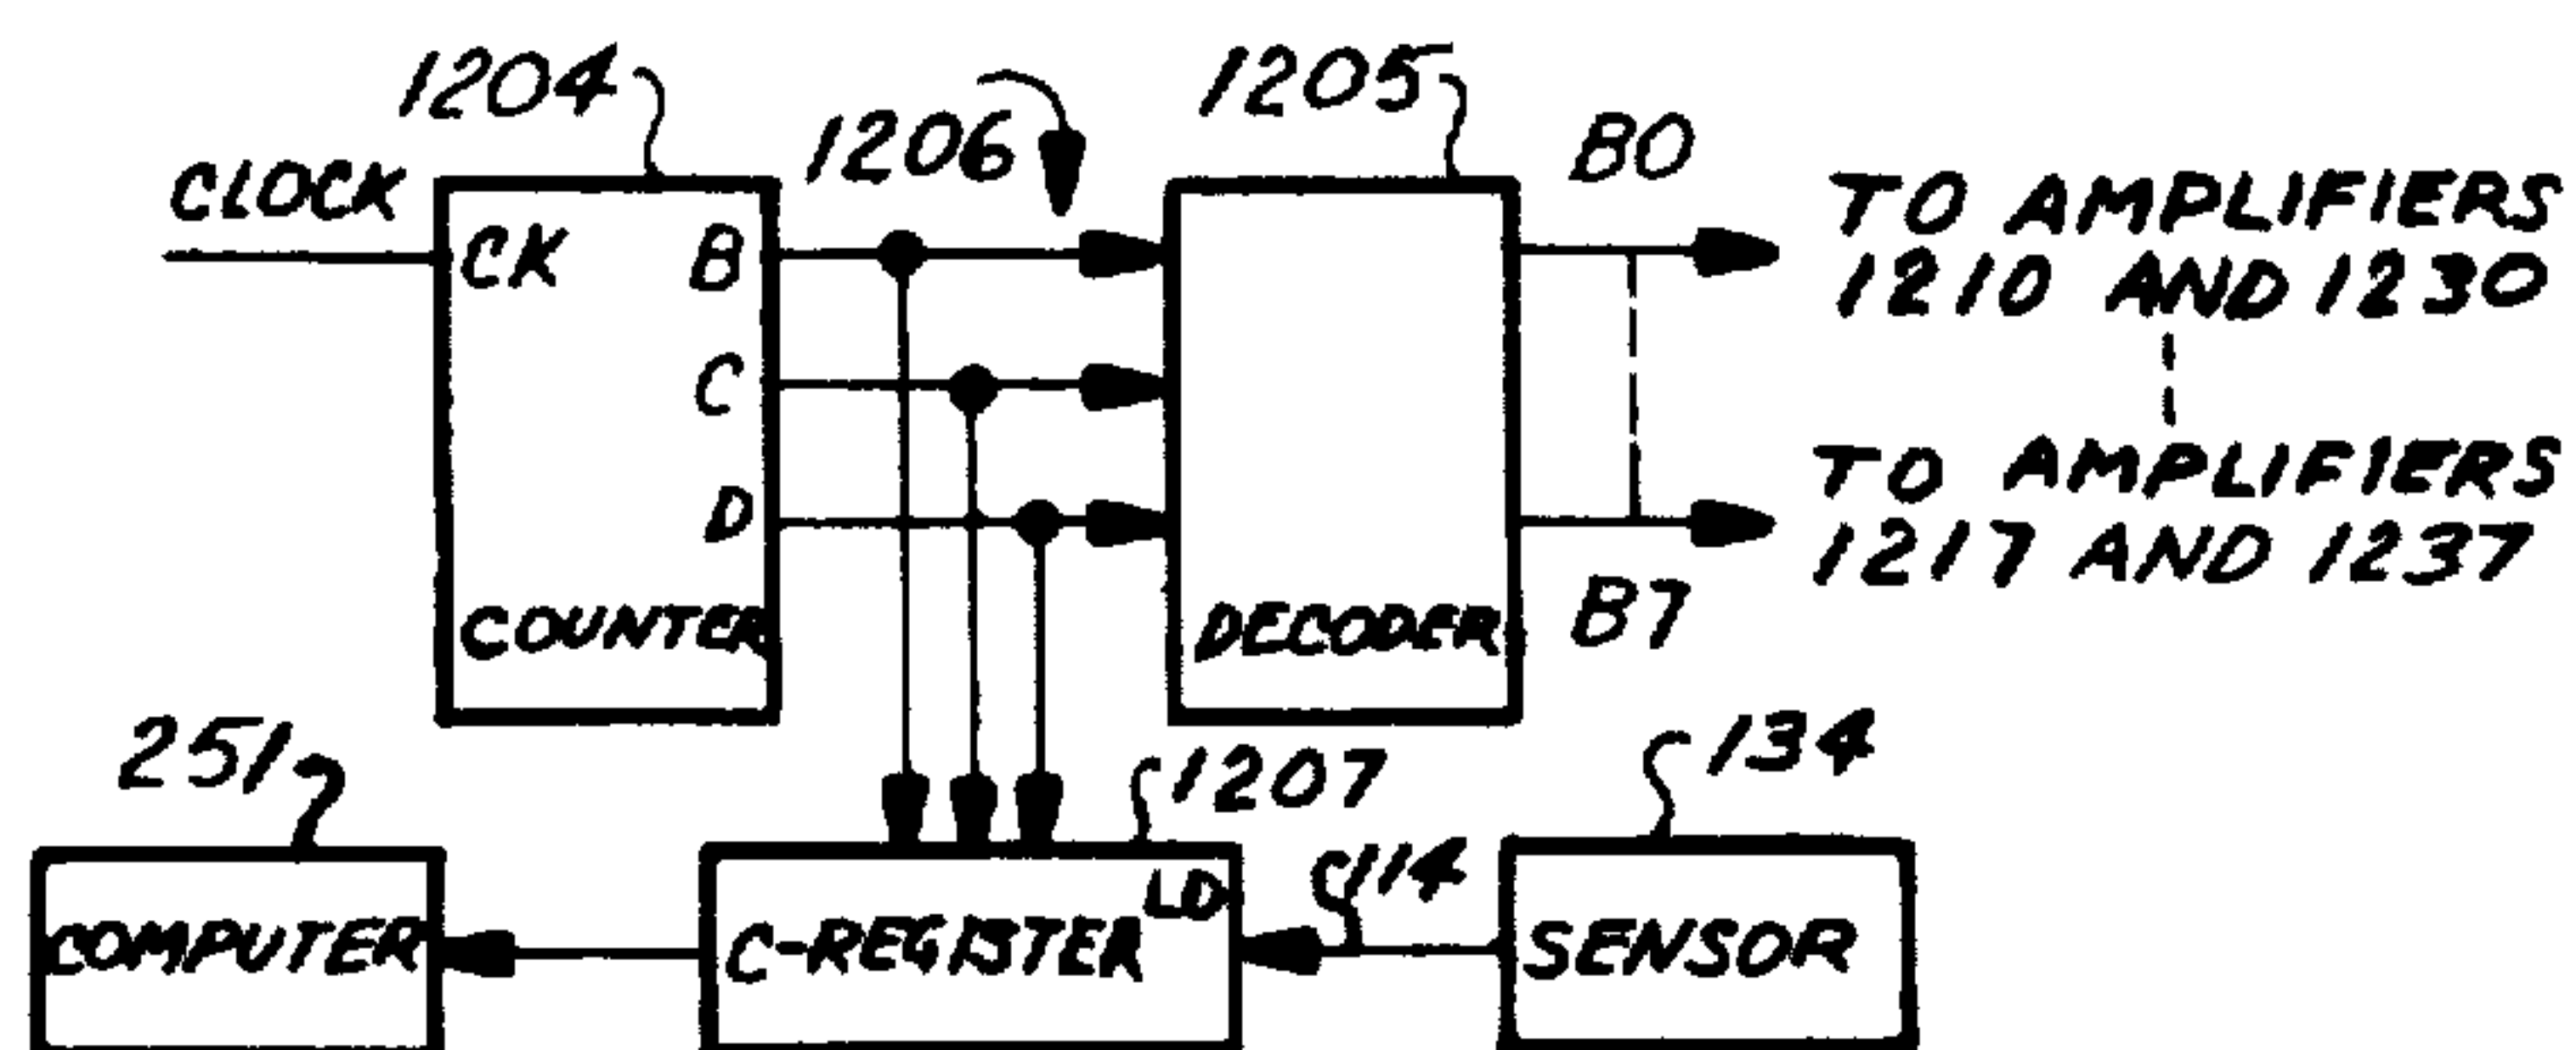 1204
1206
1205
B0
CLOCK
CK
B
C
D
COUNTER
DECODER
TO AMPLIFIERS
1210 AND 1230
TO AMPLIFIERS
1217 AND 1237
B7
251
1207
134
114
COMPUTER
C-REGISTER
LD
SENSOR